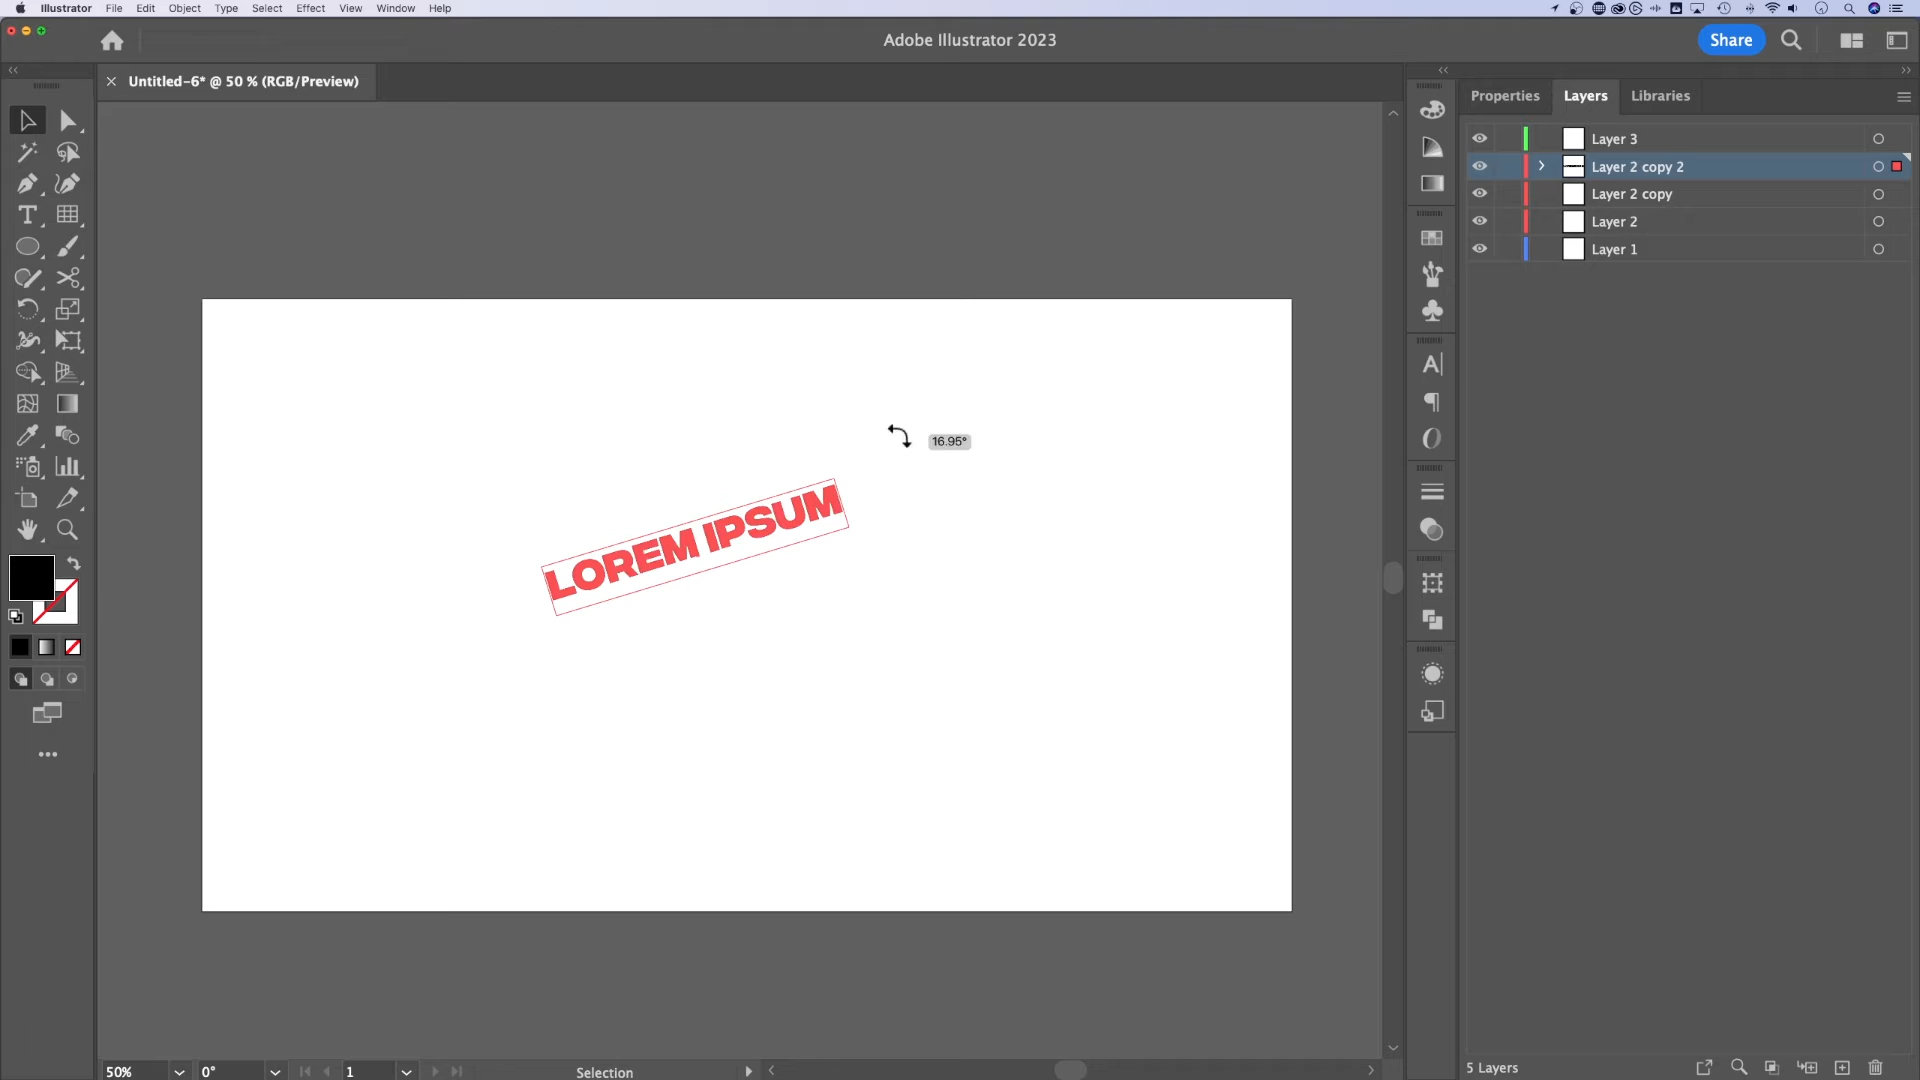 Illustrator File Edit Object Type Select Effect View Window Help
Adobe Illustrator 2023
Share
Untitled-6* @ 50 % (RGB/Preview)
Properties Layers Libraries
Layer 3
Layer 2 copy 2
Layer 2 copy
Layer 2
Layer 1
16.95°
LOREM IPSUM
50% 0° 1 Selection
5 Layers